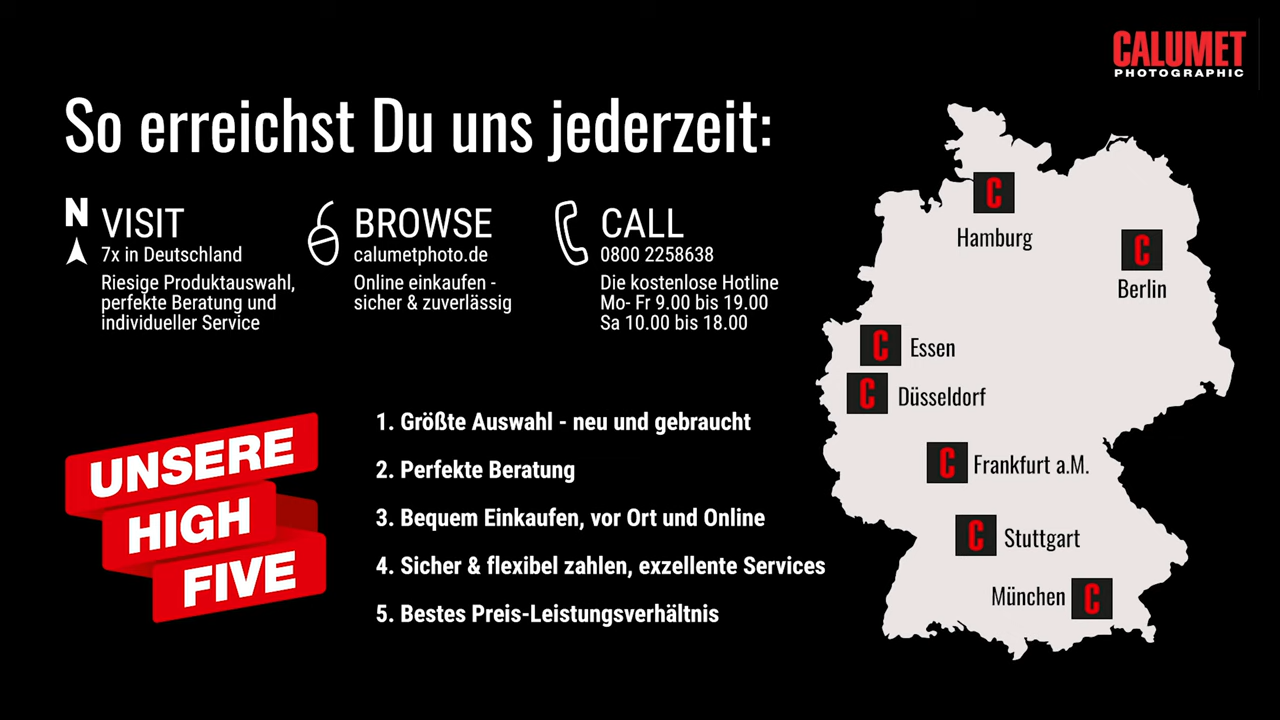 CALUMET
PHOTOGRAPHIC
So erreichst Du uns jederzeit:
N
VISIT
7x in Deutschland
Riesige Produktauswahl,
perfekte Beratung und
individueller Service
BROWSE
calumetphoto.de
Online einkaufen -
sicher & zuverlässig
CALL
0800 2258638
Die kostenlose Hotline
Mo- Fr 9.00 bis 19.00
Sa 10.00 bis 18.00
UNSERE
HIGH
FIVE
1. Größte Auswahl - neu und gebraucht
2. Perfekte Beratung
3. Bequem Einkaufen, vor Ort und Online
4. Sicher & flexibel zahlen, exzellente Services
5. Bestes Preis-Leistungsverhältnis
C
Hamburg
C
Berlin
C Essen
C Düsseldorf
C Frankfurt a.M.
C Stuttgart
München C